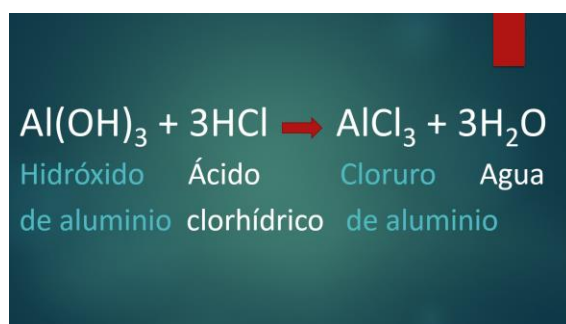 Al(OH)₃ + 3HCl → AlCl₃ + 3H₂O
Hidróxido Ácido Cloruro Agua
de aluminio clorhídrico de aluminio